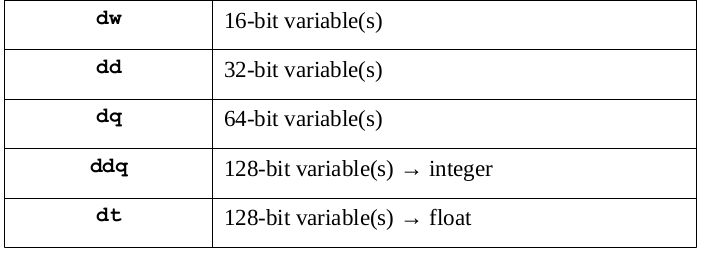 dw 16-bit variable(s)
dd 32-bit variable(s)
dq 64-bit variable(s)
ddq 128-bit variable(s) → integer
dt 128-bit variable(s) → float